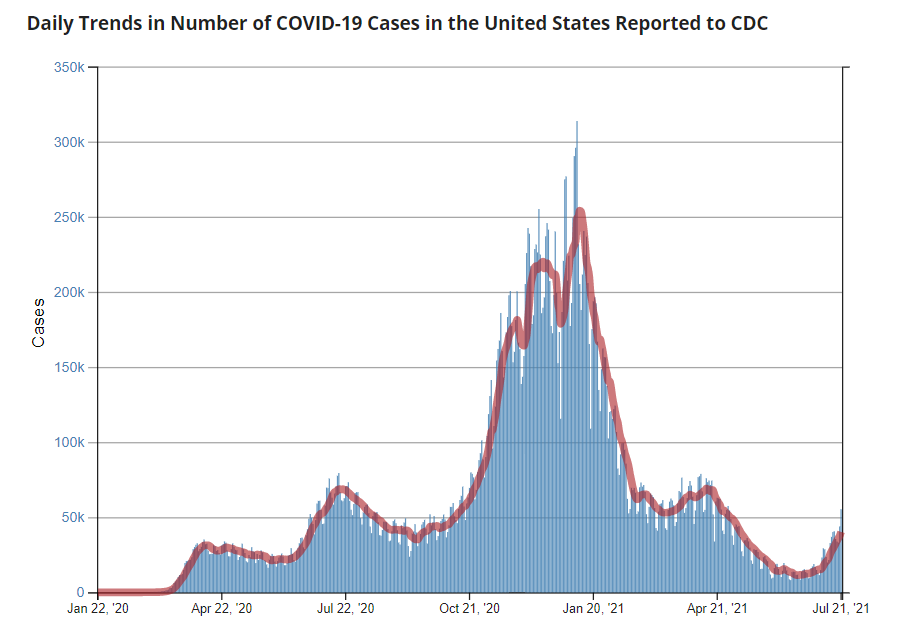 Daily Trends in Number of COVID-19 Cases in the United States Reported to CDC
350k
300k
250k
200k
150k
100k
50k
0
Cases
Jan 22, '20
Apr 22, '20
Jul 22, '20
Oct 21, '20
Jan 20, '21
Apr 21, '21
Jul 21, '21